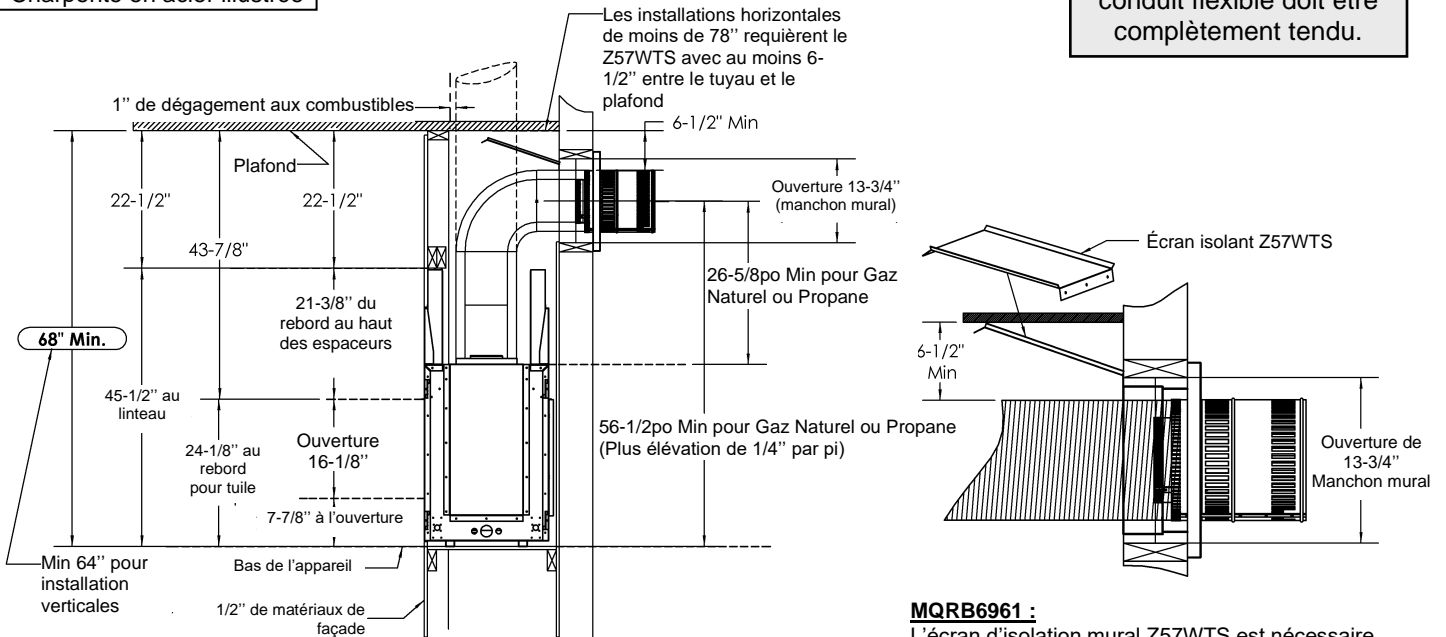 Charpente en acier illustrée
conduit flexible doit être
complètement tendu.
Les installations horizontales
de moins de 78’’ requièrent le
Z57WTS avec au moins 6-
1/2’’ entre le tuyau et le
plafond
1’’ de dégagement aux combustibles
6-1/2" Min
Plafond
22-1/2"
22-1/2"
43-7/8"
Ouverture 13-3/4’’
(manchon mural)
Écran isolant Z57WTS
26-5/8po Min pour Gaz
Naturel ou Propane
21-3/8’’ du
rebord au haut
des espaceurs
68" Min.
6-1/2"
Min
45-1/2’’ au
linteau
56-1/2po Min pour Gaz Naturel ou Propane
(Plus élévation de 1/4’’ par pi)
24-1/8’’ au
rebord
pour tuile
Ouverture
16-1/8’’
Ouverture de
13-3/4’’
Manchon mural
7-7/8’’ à l’ouverture
Min 64’’ pour
installation
verticales
Bas de l’appareil
1/2’’ de matériaux de
façade
MQRB6961 :
L’écran d’isolation mural Z57WTS est nécessaire